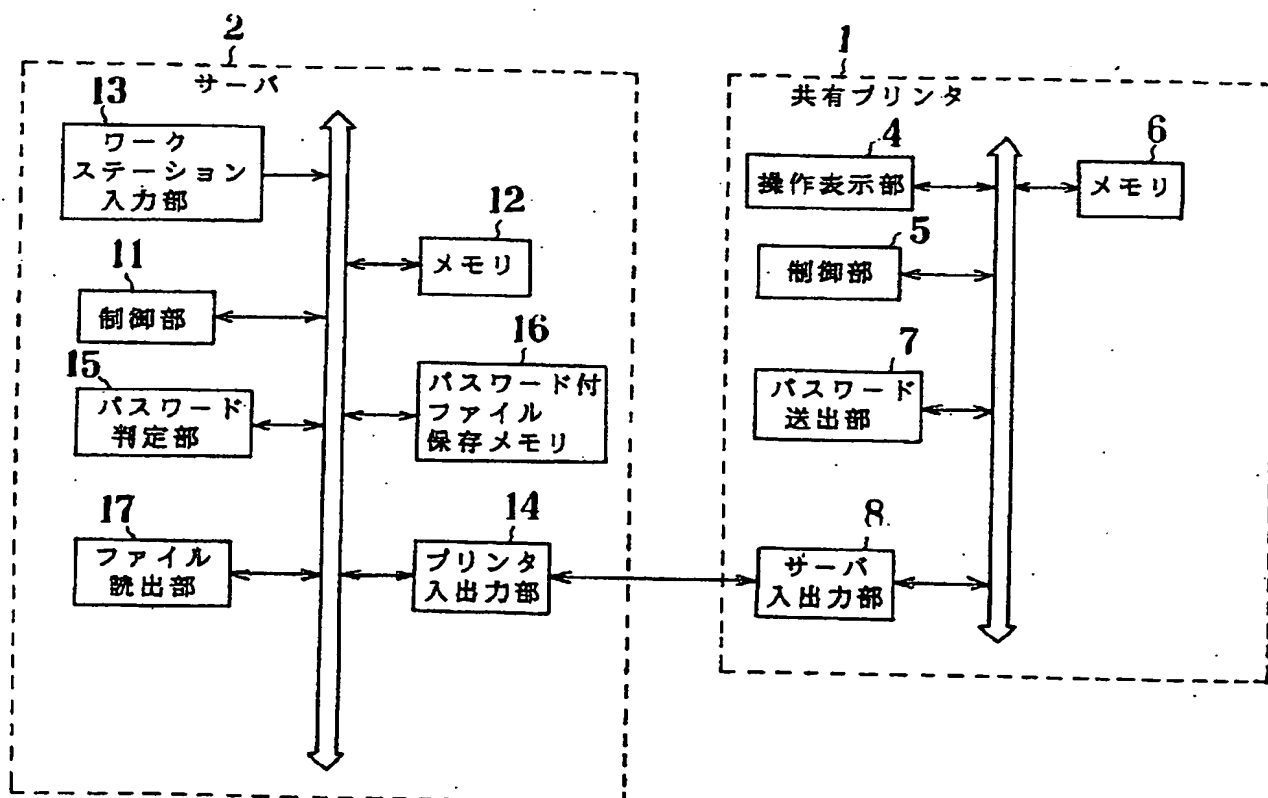 2
サーバ
13
ワーク
ステーション
入力部
12
メモリ
11
制御部
16
パスワード付
ファイル
保存メモリ
15
パスワード
判定部
17
ファイル
読出部
14
プリンタ
入出力部
1
共有プリンタ
4
操作表示部
6
メモリ
5
制御部
7
パスワード
送出部
8
サーバ
入出力部